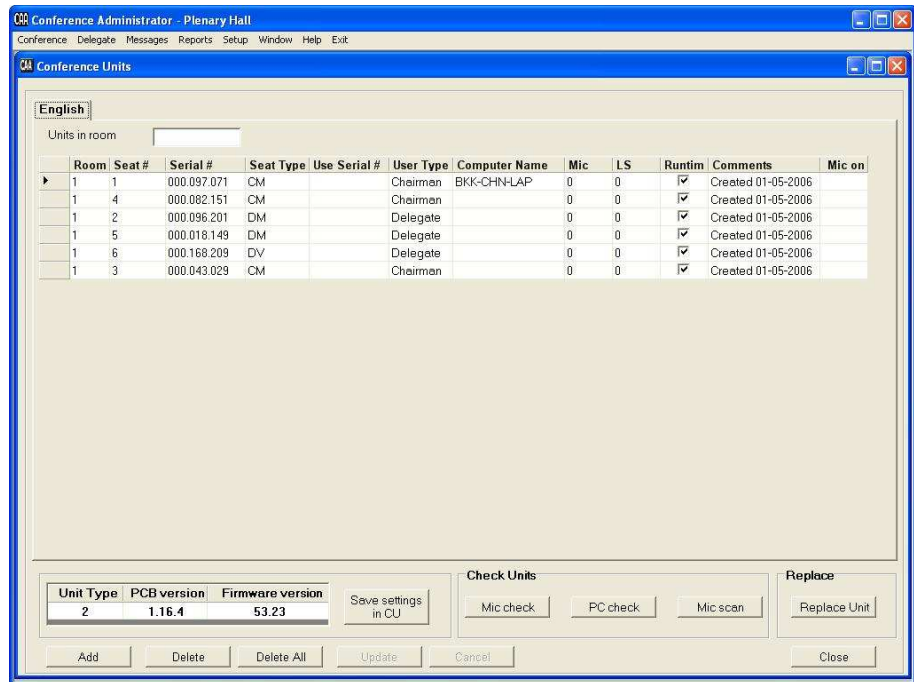 CAA Conference Administrator - Plenary Hall
Conference Delegate Messages Reports Setup Window Help Exit
CAA Conference Units
English
Units in room
Room Seat # Serial # Seat Type Use Serial # User Type Computer Name Mic LS Runtim Comments Mic on
1 1 000.097.071 CM Chairman BKK-CHN-LAP 0 0 Created 01-05-2006
1 4 000.082.151 CM Chairman 0 0 Created 01-05-2006
1 2 000.096.201 DM Delegate 0 0 Created 01-05-2006
1 5 000.018.149 DM Delegate 0 0 Created 01-05-2006
1 6 000.168.209 DV Delegate 0 0 Created 01-05-2006
1 3 000.043.029 CM Chairman 0 0 Created 01-05-2006
Unit Type PCB version Firmware version
2 1.16.4 53.23
Save settings
in CU
Check Units
Mic check PC check Mic scan
Replace
Replace Unit
Add Delete Delete All Update Cancel Close